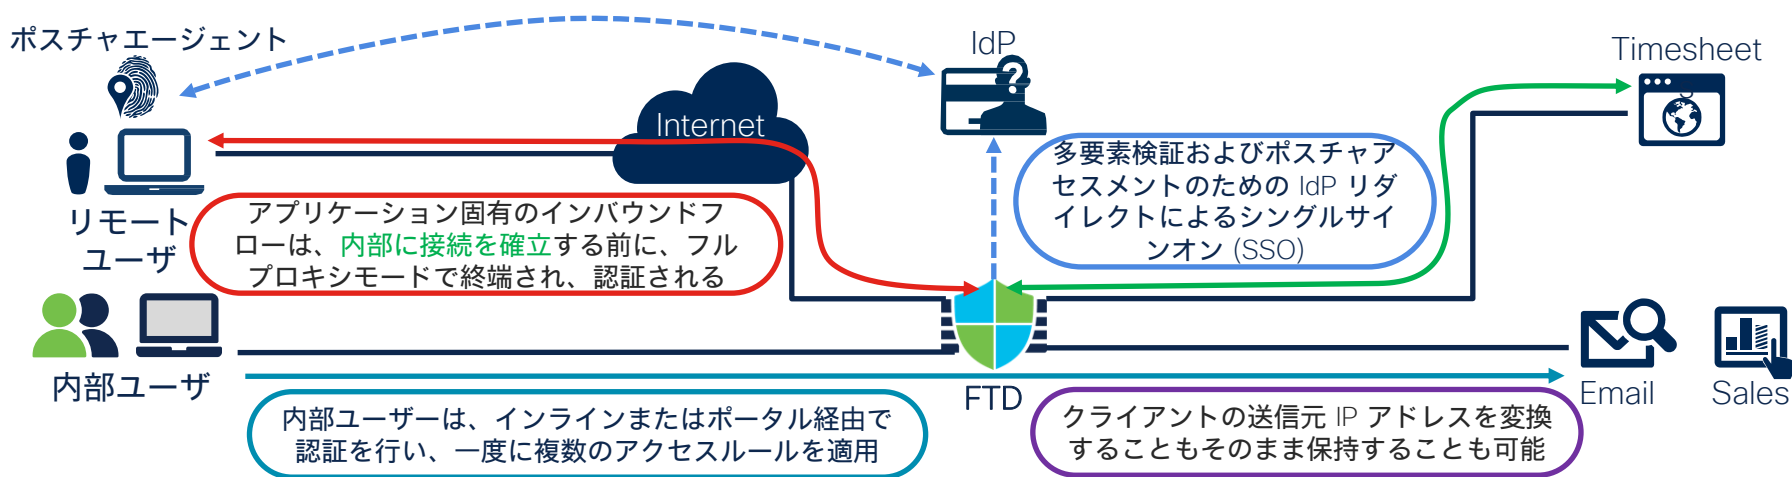 ポスチャエージェント
IdP
Timesheet
Internet
リモート
ユーザ
アプリケーション固有のインバウンドフ
ローは、内部に接続を確立する前に、フル
プロキシモードで終端され、認証される
多要素検証およびポスチャア
セスメントのための IdP リダ
イレクトによるシングルサイ
ンオン (SSO)
内部ユーザ
FTD
Email
Sales
内部ユーザーは、インラインまたはポータル経由で
認証を行い、一度に複数のアクセスルールを適用
クライアントの送信元 IP アドレスを変換
することもそのまま保持することも可能